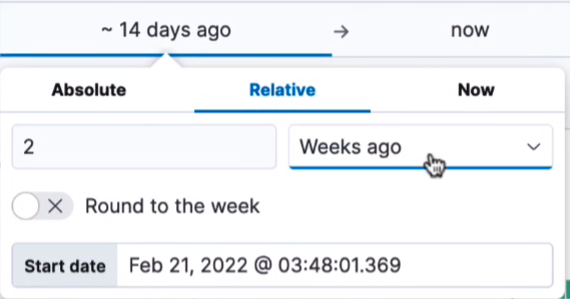 ~ 14 days ago → now
Absolute Relative Now
2 Weeks ago
Round to the week
Start date Feb 21, 2022 @ 03:48:01.369